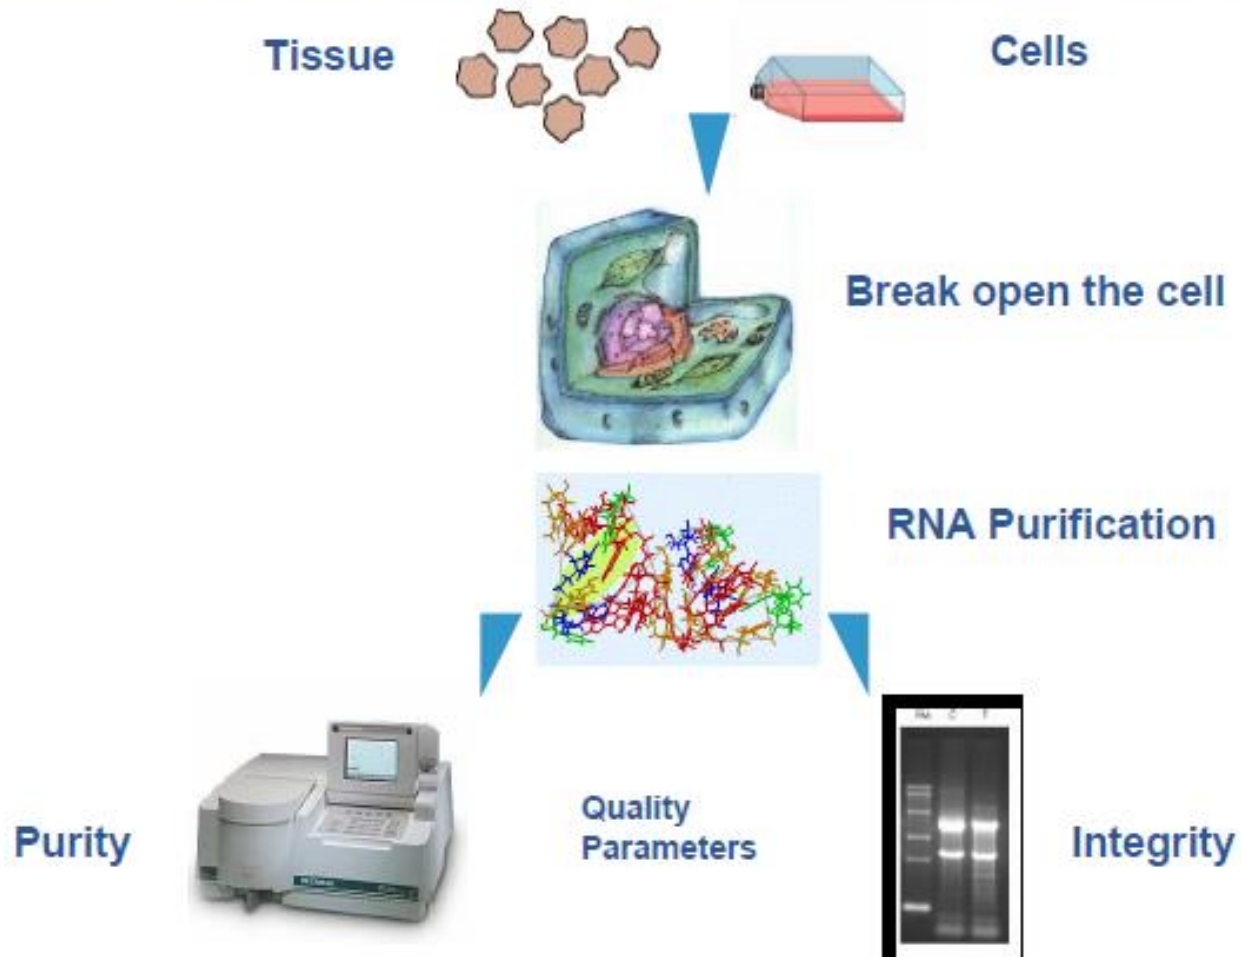 Tissue
Cells
Break open the cell
RNA Purification
Purity
Quality
Parameters
Integrity
C